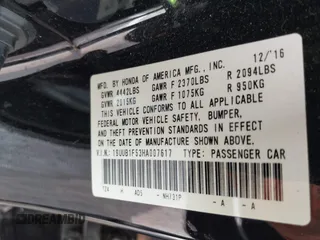 12/'16
MFD. BY HONDA OF AMERICA MFG., INC.
GVWR 4442LBS GAWR F 2370LBS R 2094LBS
GVWR 2015KG GAWR F 1075KG R 950KG
THIS VEHICLE CONFORMS TO ALL APPLICABLE
FEDERAL MOTOR VEHICLE SAFETY, BUMPER,
AND THEFT PREVENTION STANDARDS IN
EFFECT ON THE DATE OF MANUFACTURE SHOWN ABOVE.
V.I.N.: 19UUB1F53HA007617 TYPE: PASSENGER CAR
H AD5 - NH731P - A - A